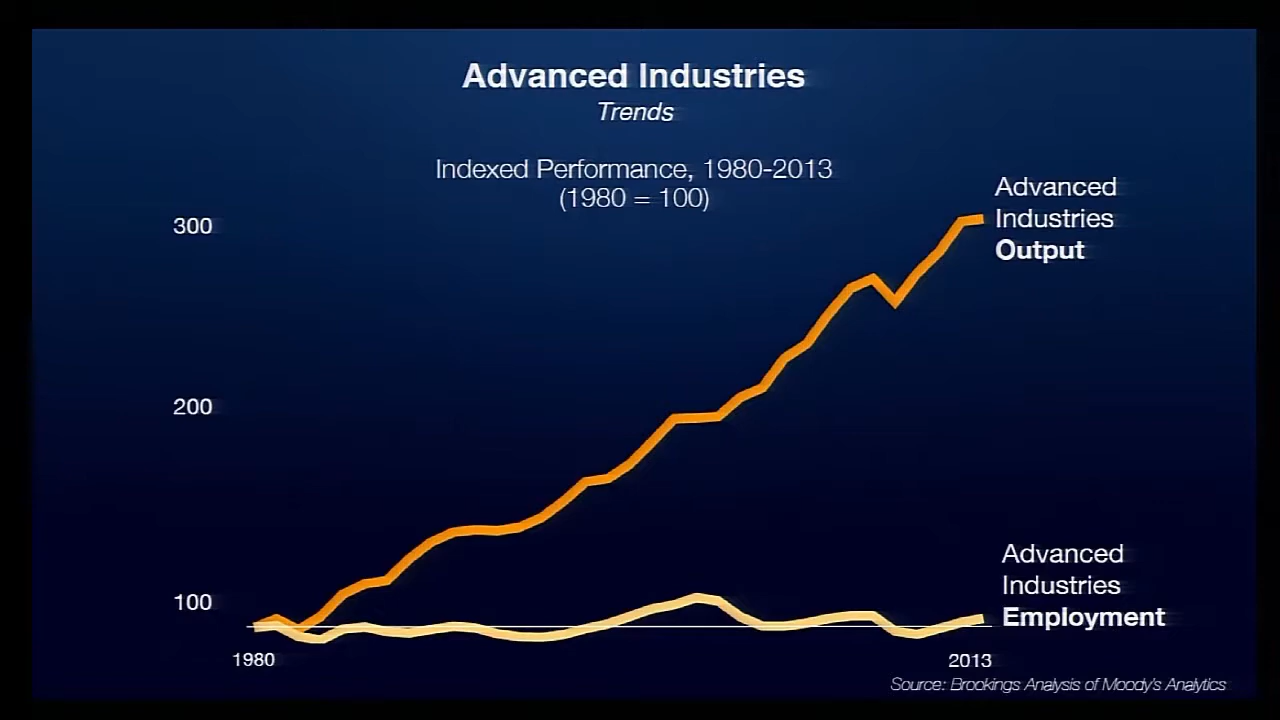 Advanced Industries
Trends
Indexed Performance, 1980-2013
(1980 = 100)
300
200
100
1980
2013
Advanced
Industries
Output
Advanced
Industries
Employment
Source: Brookings Analysis of Moody's Analytics